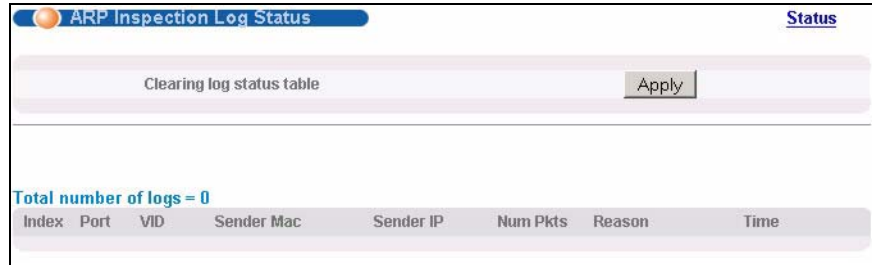 ARP Inspection Log Status Status
Clearing log status table Apply
Total number of logs = 0
Index Port VID Sender Mac Sender IP Num Pkts Reason Time